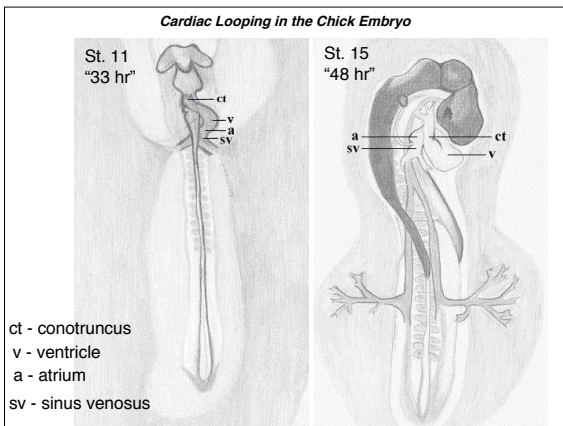 Cardiac Looping in the Chick Embryo
St. 11
“33 hr”
ct
v
a
sv
St. 15
“48 hr”
a
ct
sv
v
ct - conotruncus
v - ventricle
a - atrium
sv - sinus venosus